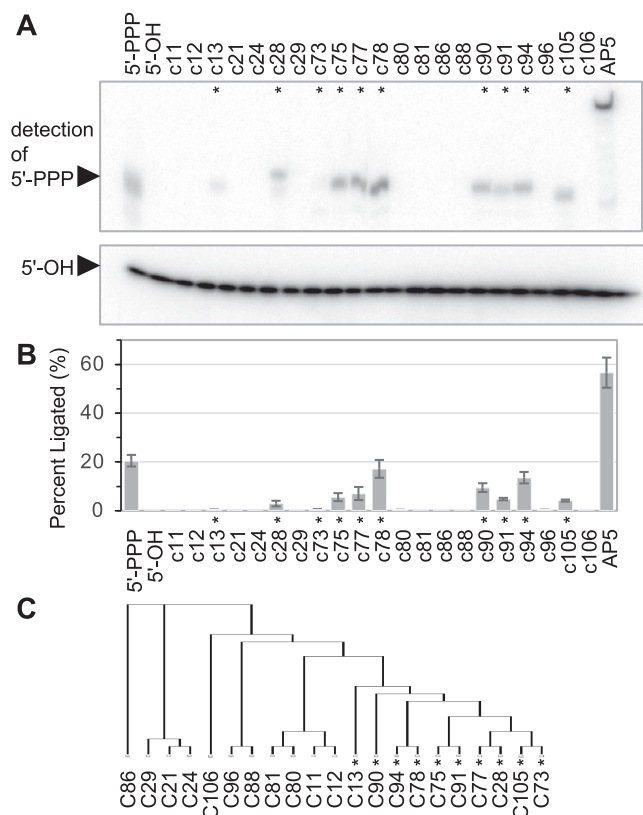 A
5'-PPP 5'-OH c11 c12 c13 c21 c24 c28 c29 c73 c75 c77 c78 c80 c81 c86 c88 c90 c91 c94 c96 c105 c106 AP5
* * * * * * * * * *
detection
of
5'-PPP
5'-OH
B
Percent Ligated (%)
60
40
20
0
* * * * * * * * * *
5'-PPP 5'-OH c11 c12 c13 c21 c24 c28 c29 c73 c75 c77 c78 c80 c81 c86 c88 c90 c91 c94 c96 c105 c106 AP5
C
* * * * * * * * * *
C86 C29 C21 C24 C106 C96 C88 C81 C80 C11 C12 C13 C90 C94 C78 C75 C91 C77 C28 C105 C73